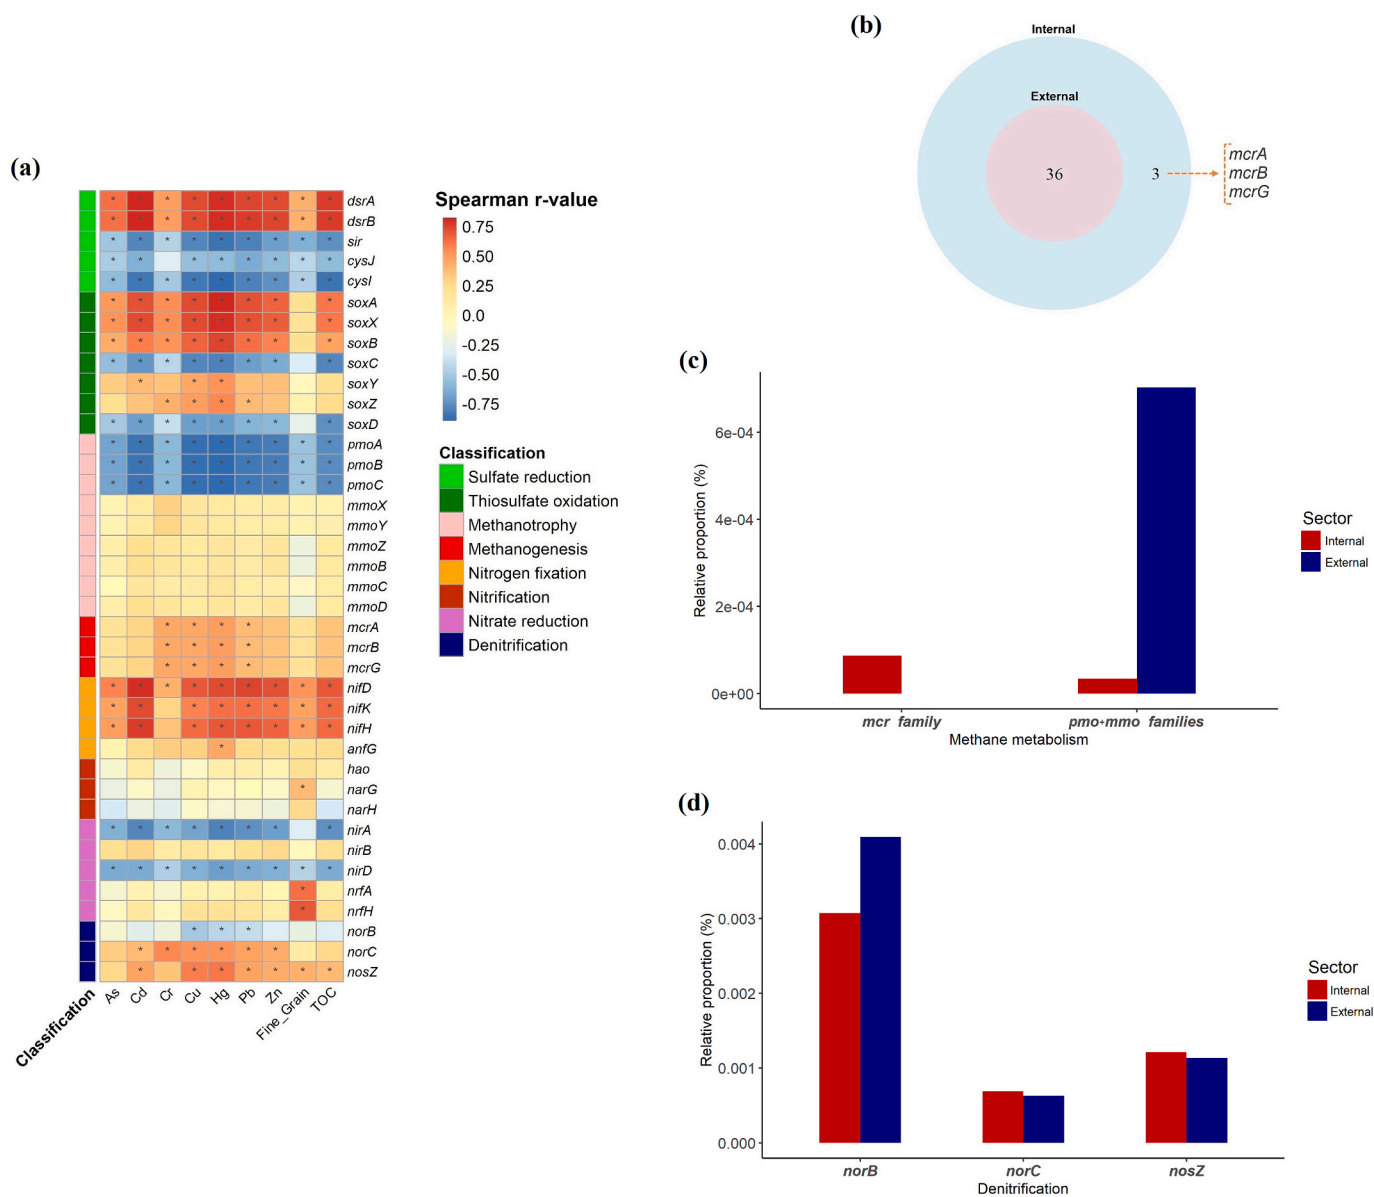 (a)
dsrA
dsrB
sir
cysJ
cysI
soxA
soxX
soxB
soxC
soxY
soxZ
soxD
pmoA
pmoB
pmoC
mmoX
mmoY
mmoZ
mmoB
mmoC
mmoD
mcrA
mcrB
mcrG
nifD
nifK
nifH
anfG
hao
narG
narH
nirA
nirB
nirD
nrfA
nrfH
norB
norC
nosZ
As
Cd
Cr
Cu
Hg
Pb
Zn
Fine_Grain
TOC
Classification
Spearman r-value
0.75
0.50
0.25
0.0
-0.25
-0.50
-0.75
Classification
Sulfate reduction
Thiosulfate oxidation
Methanotrophy
Methanogenesis
Nitrogen fixation
Nitrification
Nitrate reduction
Denitrification
(b)
Internal
External
36
3
mcrA
mcrB
mcrG
(c)
Relative proportion (%)
6e-04
4e-04
2e-04
0e+00
mcr family
pmo+mmo families
Methane metabolism
Sector
Internal
External
(d)
Relative proportion (%)
0.004
0.003
0.002
0.001
0.000
norB
norC
nosZ
Denitrification
Sector
Internal
External